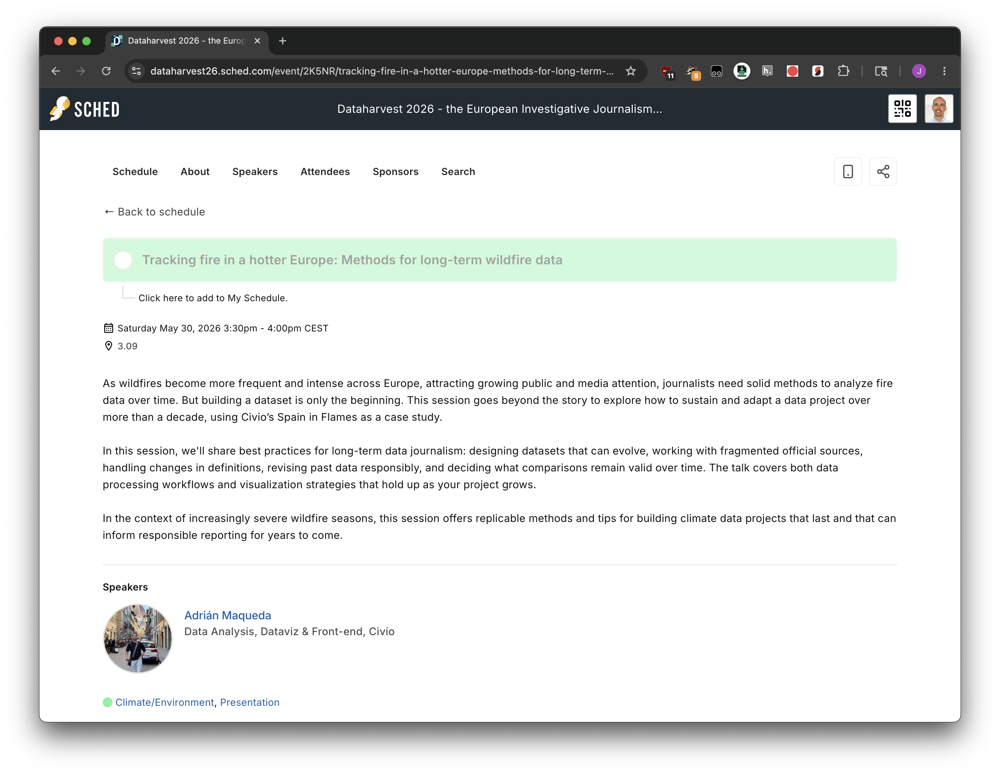 Dataharvest 2026 - the Europ
dataharvest26.sched.com/event/2K5NR/tracking-fire-in-a-hotter-europe-methods-for-long-term-...
11
5
PDF
h.
J
SCHED
Dataharvest 2026 - the European Investigative Journalism...
Schedule About Speakers Attendees Sponsors Search
← Back to schedule
Tracking fire in a hotter Europe: Methods for long-term wildfire data
Click here to add to My Schedule.
Saturday May 30, 2026 3:30pm - 4:00pm CEST
3.09
As wildfires become more frequent and intense across Europe, attracting growing public and media attention, journalists need solid methods to analyze fire
data over time. But building a dataset is only the beginning. This session goes beyond the story to explore how to sustain and adapt a data project over
more than a decade, using Civio’s Spain in Flames as a case study.
In this session, we'll share best practices for long-term data journalism: designing datasets that can evolve, working with fragmented official sources,
handling changes in definitions, revising past data responsibly, and deciding what comparisons remain valid over time. The talk covers both data
processing workflows and visualization strategies that hold up as your project grows.
In the context of increasingly severe wildfire seasons, this session offers replicable methods and tips for building climate data projects that last and that can
inform responsible reporting for years to come.
Speakers
Adrián Maqueda
Data Analysis, Dataviz & Front-end, Civio
Climate/Environment, Presentation